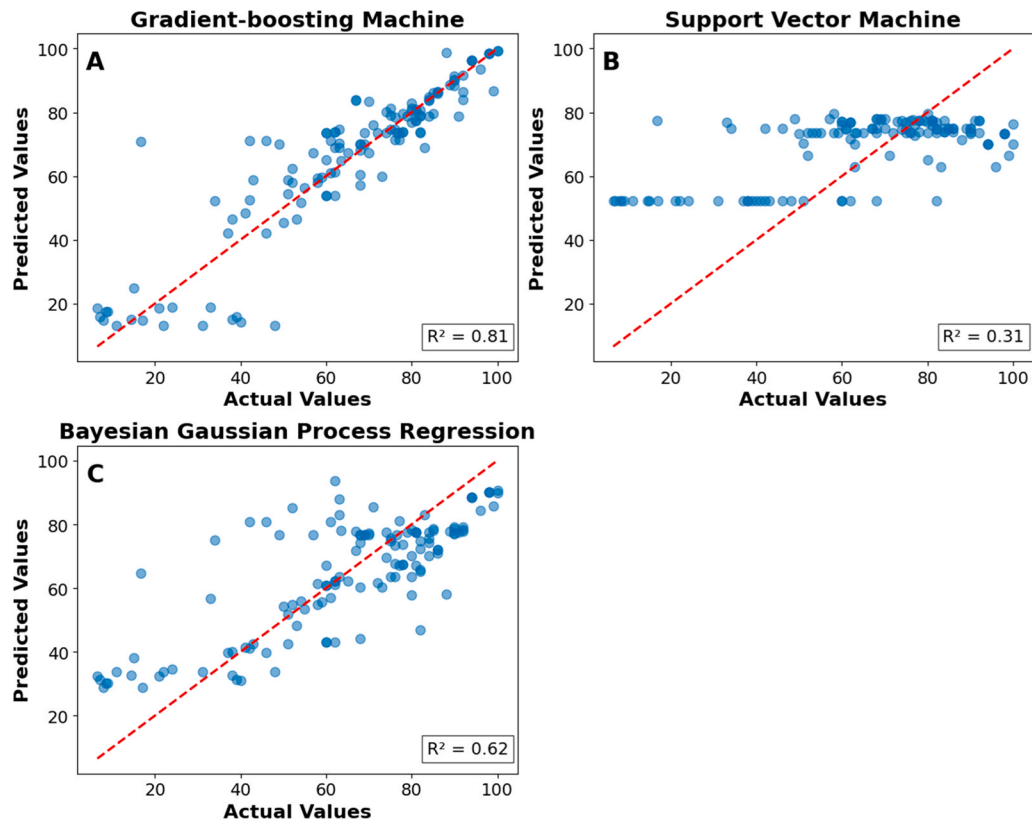 Gradient-boosting Machine
A
100
80
60
40
20
Predicted Values
R² = 0.81
20 40 60 80 100
Actual Values
Support Vector Machine
B
100
80
60
40
20
Predicted Values
R² = 0.31
20 40 60 80 100
Actual Values
Bayesian Gaussian Process Regression
C
100
80
60
40
20
Predicted Values
R² = 0.62
20 40 60 80 100
Actual Values